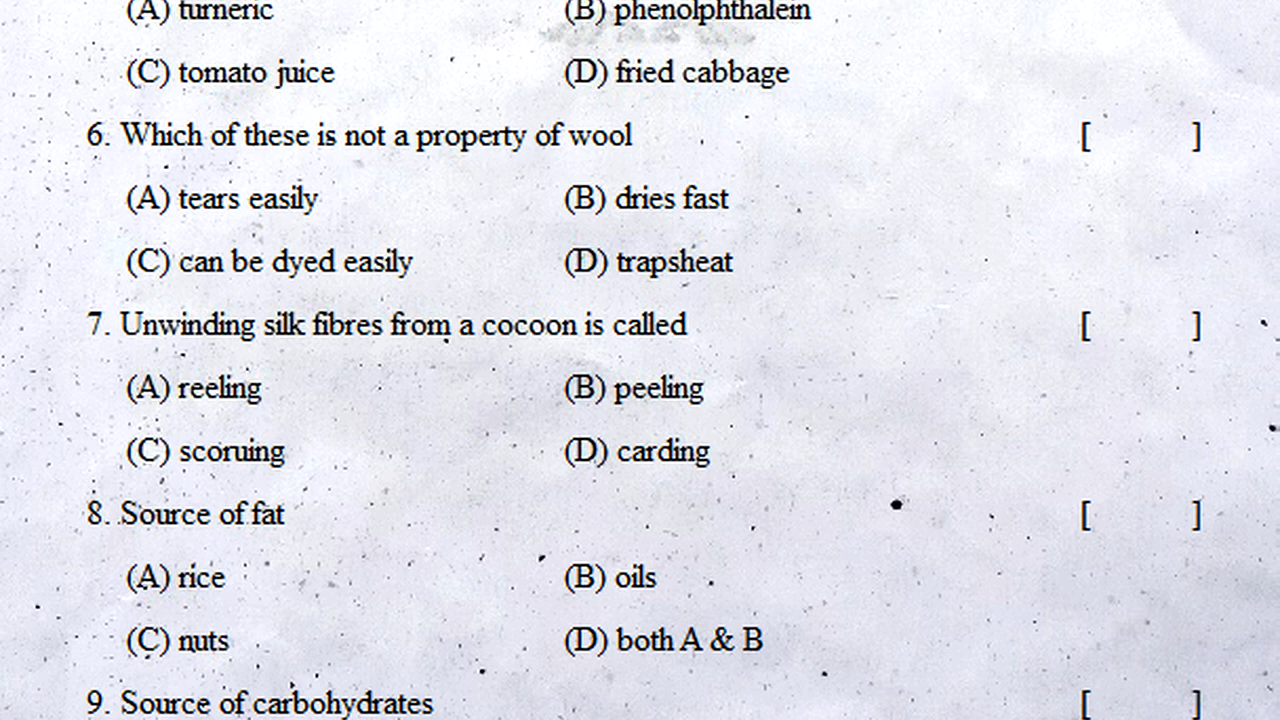 (A) turneric (B) phenolphthalein
(C) tomato juice (D) fried cabbage
6. Which of these is not a property of wool [ ]
(A) tears easily (B) dries fast
(C) can be dyed easily (D) trapsheat
7. Unwinding silk fibres from a cocoon is called [ ]
(A) reeling (B) peeling
(C) scoruing (D) carding
8. Source of fat [ ]
(A) rice (B) oils
(C) nuts (D) both A & B
9. Source of carbohydrates [ ]